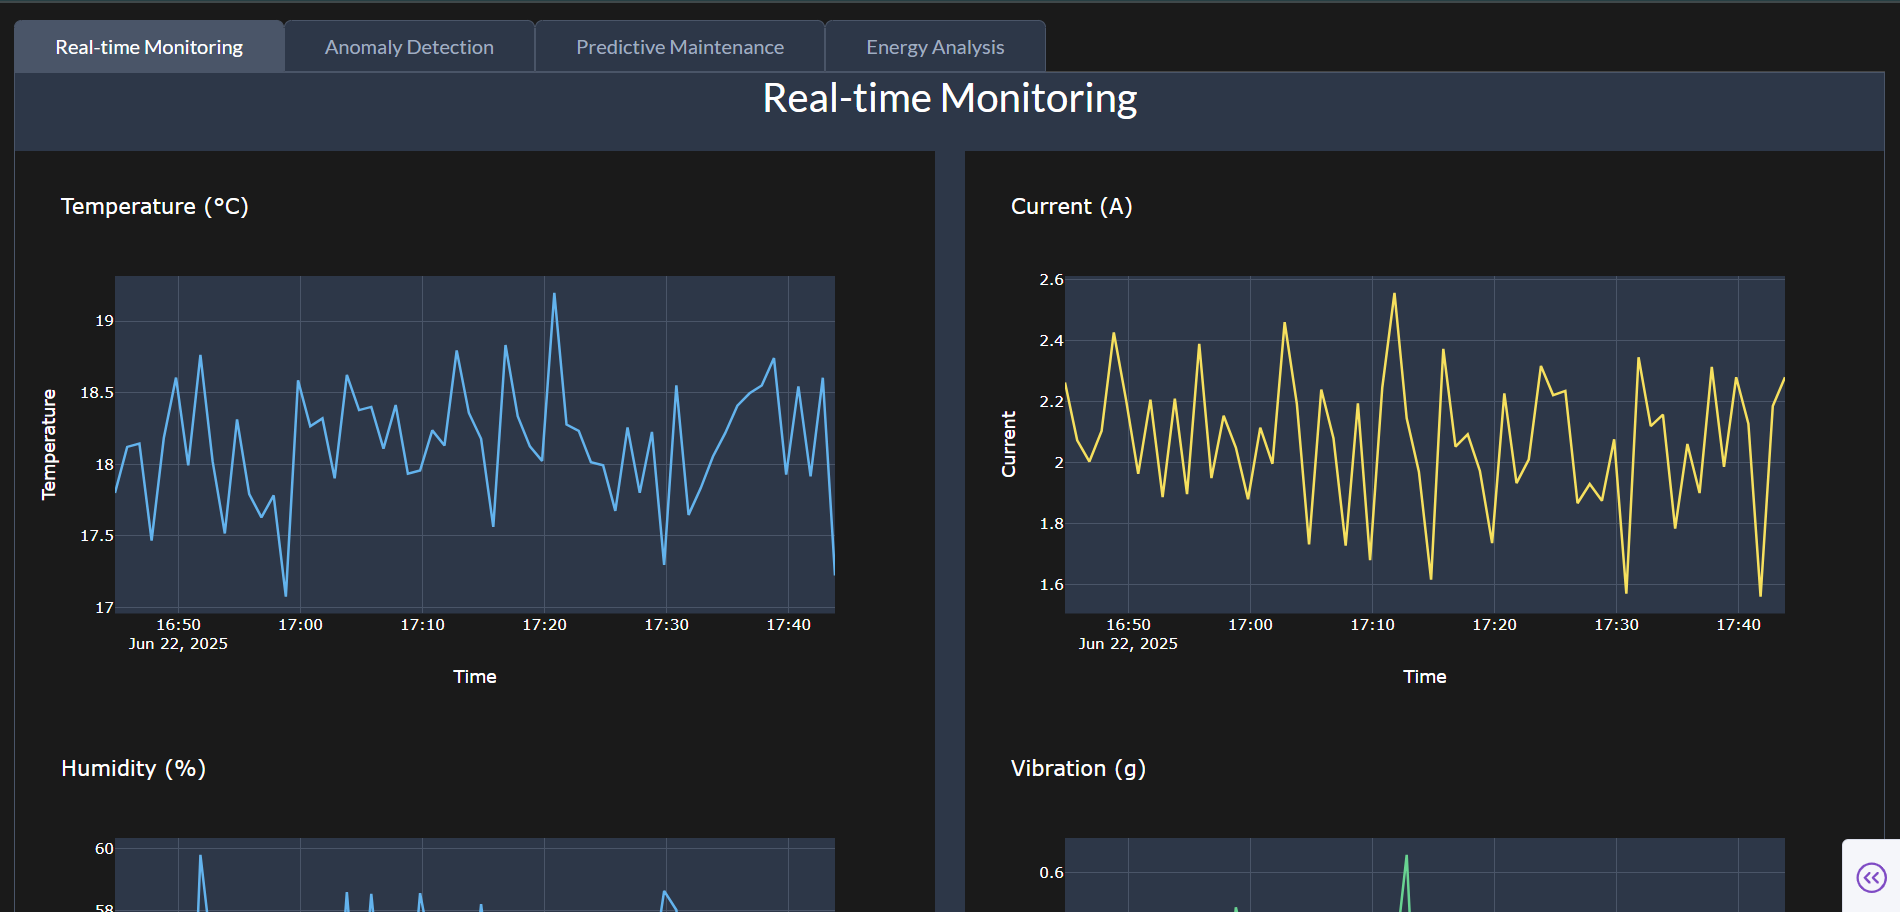 Real-time Monitoring
Anomaly Detection
Predictive Maintenance
Energy Analysis
Real-time Monitoring
Temperature (°C)
Temperature
19
18.5
18
17.5
17
16:50 17:00 17:10 17:20 17:30 17:40
Jun 22, 2025
Time
Current (A)
Current
2.6
2.4
2.2
2
1.8
1.6
16:50 17:00 17:10 17:20 17:30 17:40
Jun 22, 2025
Time
Humidity (%)
60
58
Vibration (g)
0.6